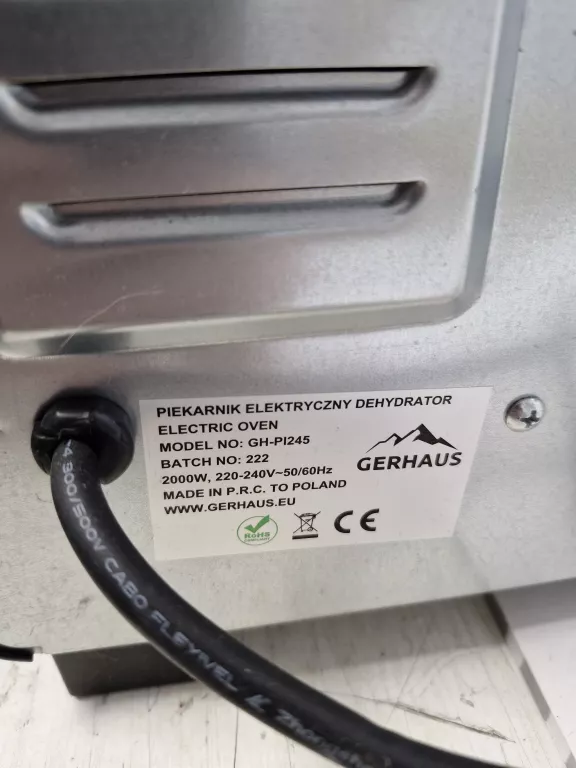 PIEKARNIK ELEKTRYCZNY DEHYDRATOR
ELECTRIC OVEN
MODEL NO: GH-PI245
BATCH NO: 222
2000W, 220-240V~50/60Hz
MADE IN P.R.C. TO POLAND
WWW.GERHAUS.EU
GERHAUS
RoHS
CE
300/500V CABO FLEXIVEL